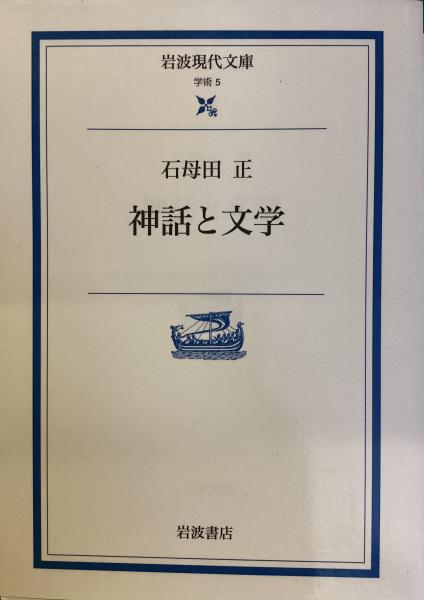 岩波現代文庫
学術 5
石母田 正
神話と文学
岩波書店